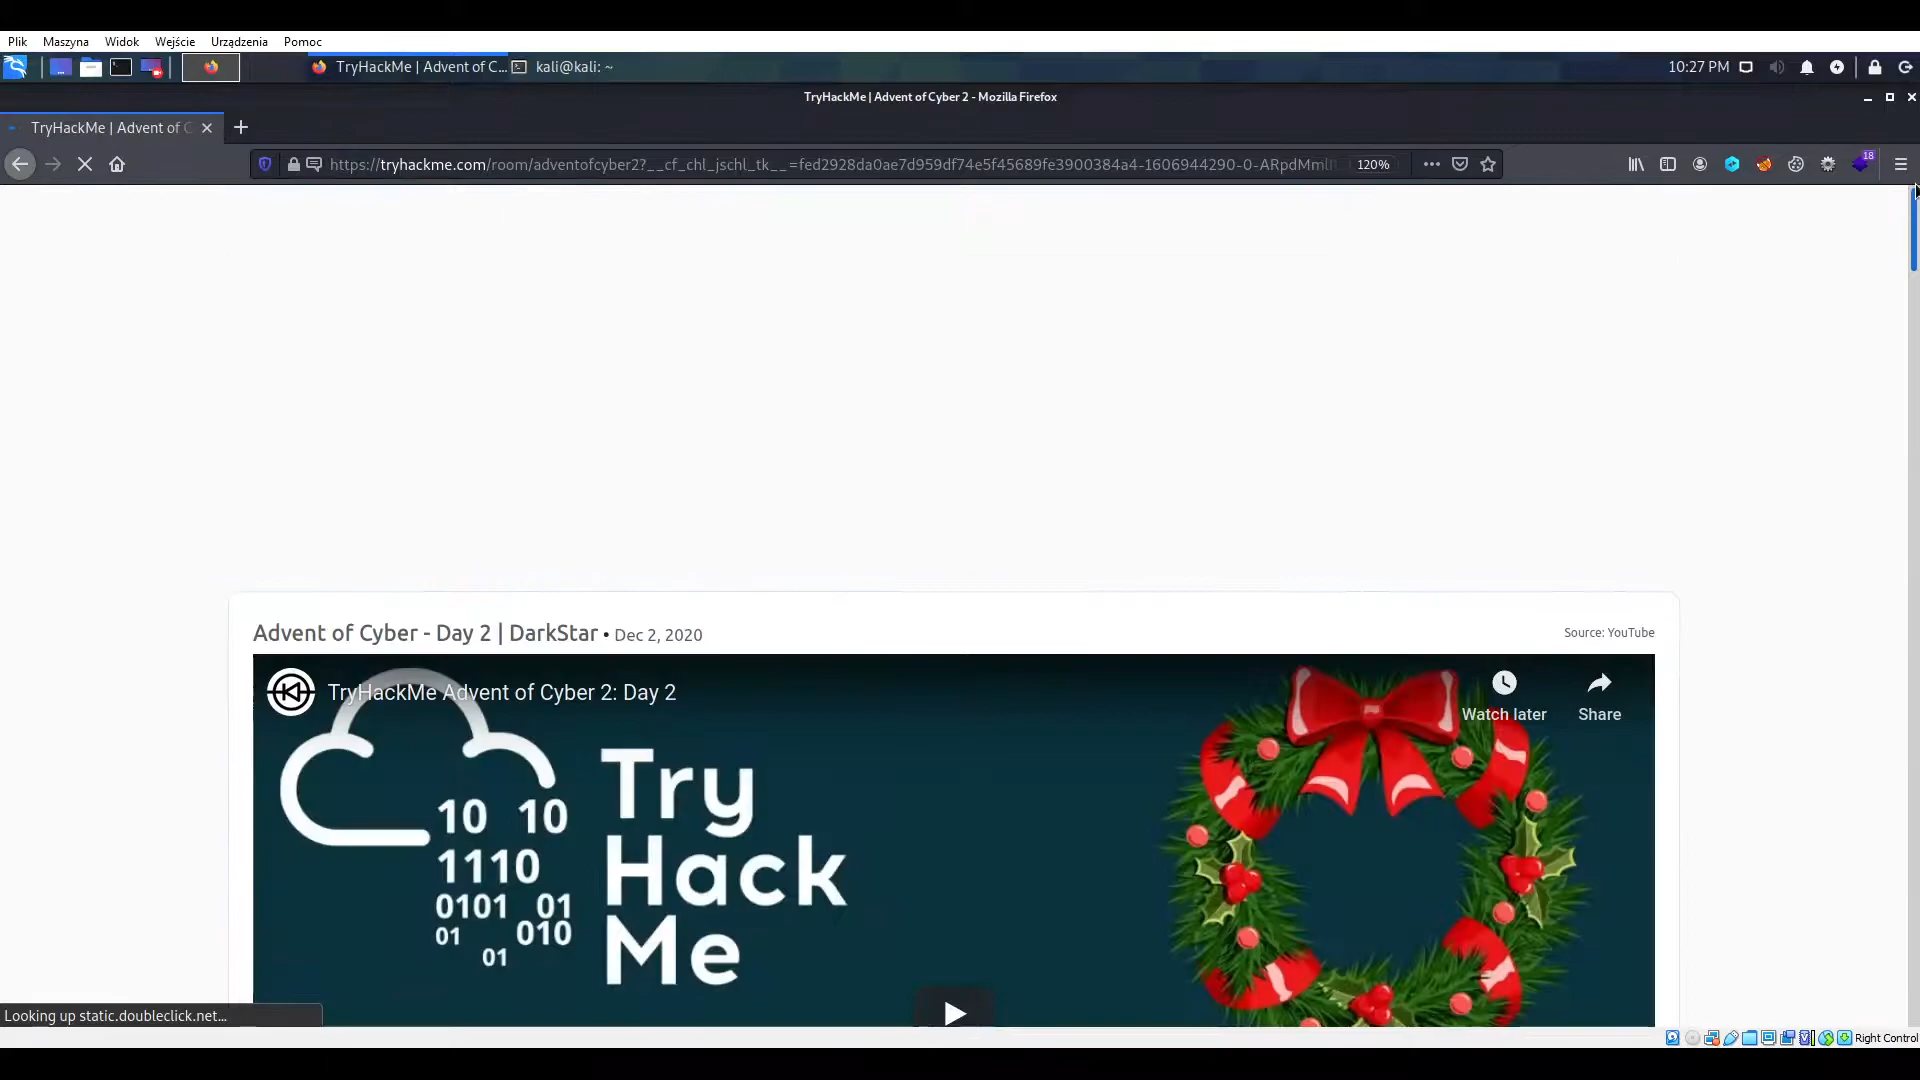 Plik Maszyna Widok Wejście Urządzenia Pomoc
TryHackMe | Advent of C... kali@kali: ~ 10:27 PM
TryHackMe | Advent of Cyber 2 - Mozilla Firefox
TryHackMe | Advent of C
https://tryhackme.com/room/adventofcyber2?__cf_chl_jschl_tk__=fed2928da0ae7d959df74e5f45689fe3900384a4-1606944290-0-ARpdMmlI 120% 18
Advent of Cyber - Day 2 | DarkStar • Dec 2, 2020 Source: YouTube
TryHackMe Advent of Cyber 2: Day 2
Watch later Share
Try
Hack
Me
10 10
1110
0101 01
01 010
01
Looking up static.doubleclick.net...
Right Control